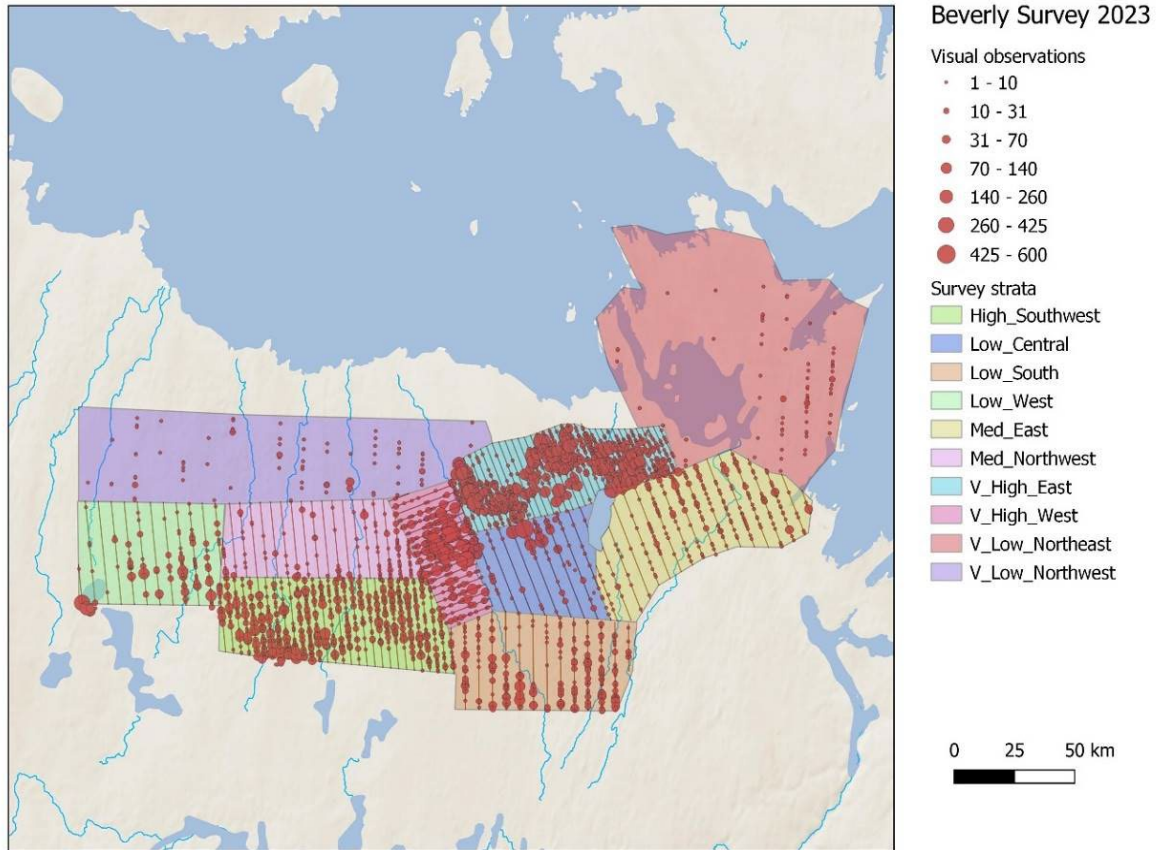 Beverly Survey 2023
Visual observations
1 - 10
10 - 31
31 - 70
70 - 140
140 - 260
260 - 425
425 - 600
Survey strata
High_Southwest
Low_Central
Low_South
Low_West
Med_East
Med_Northwest
V_High_East
V_High_West
V_Low_Northeast
V_Low_Northwest
0 25 50 km